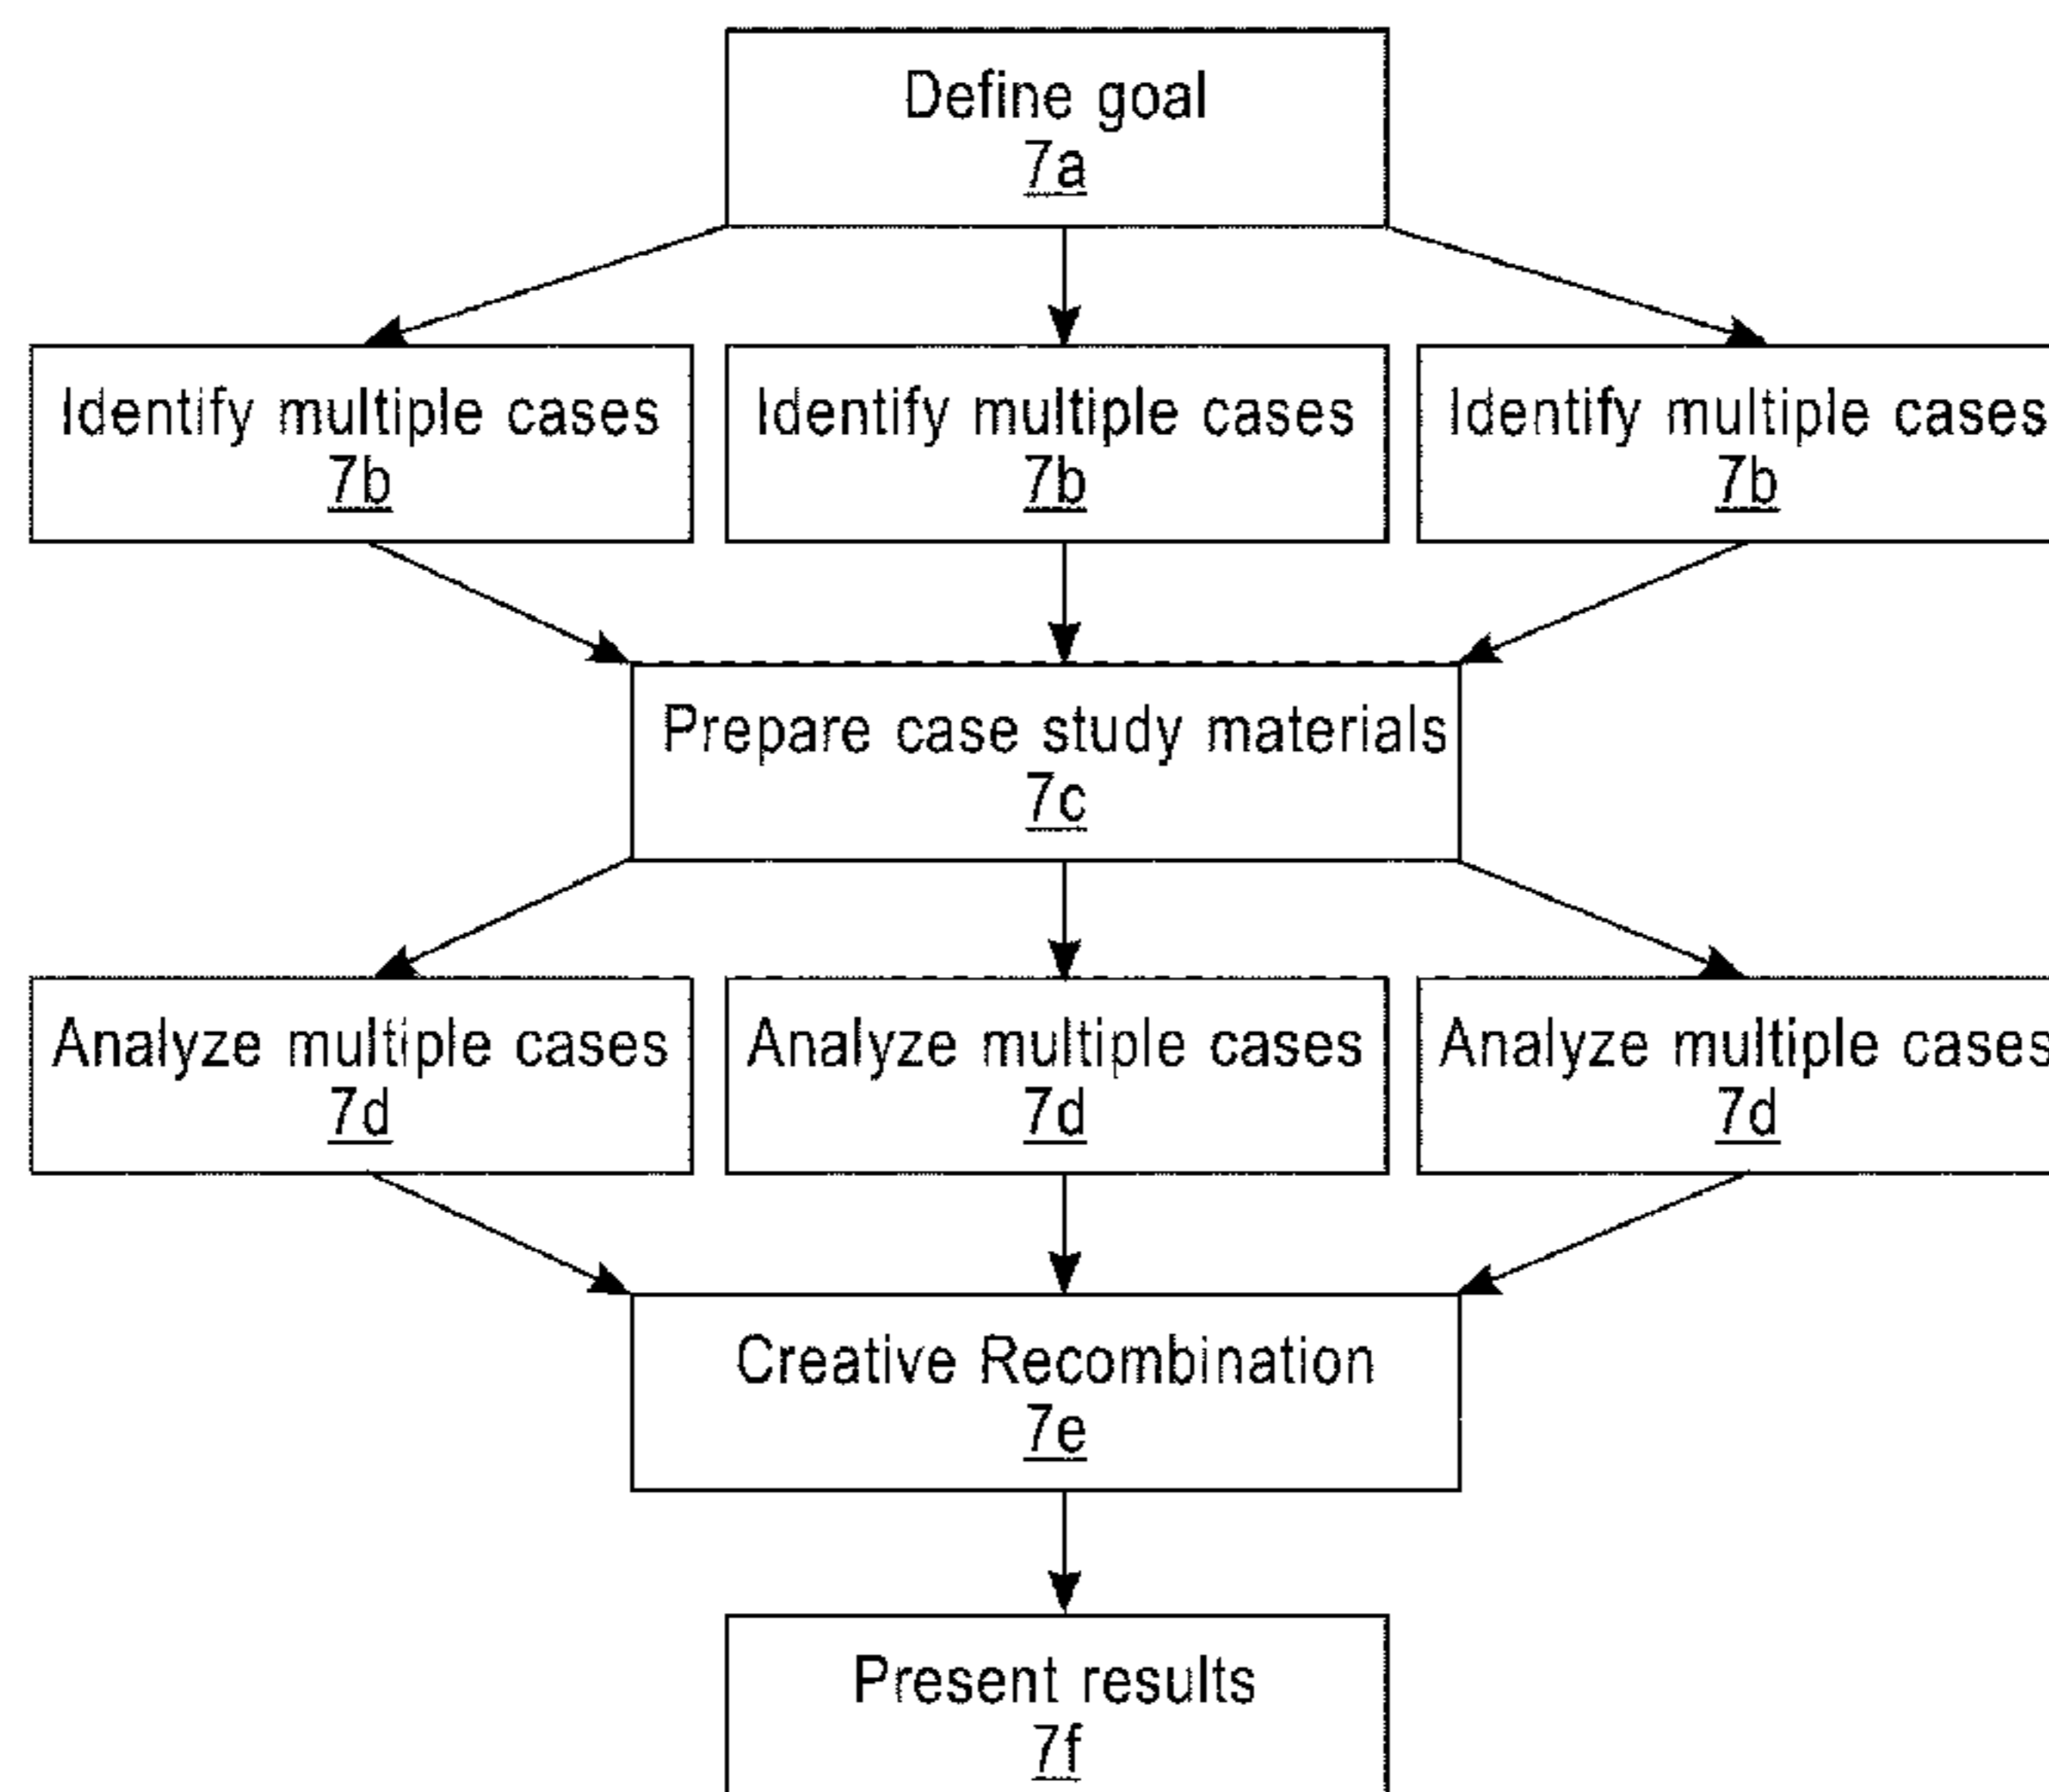 Define goal
7a
Identify multiple cases
7b
Identify multiple cases
7b
Identify multiple cases
7b
Prepare case study materials
7c
Analyze multiple cases
7d
Analyze multiple cases
7d
Analyze multiple cases
7d
Creative Recombination
7e
Present results
7f